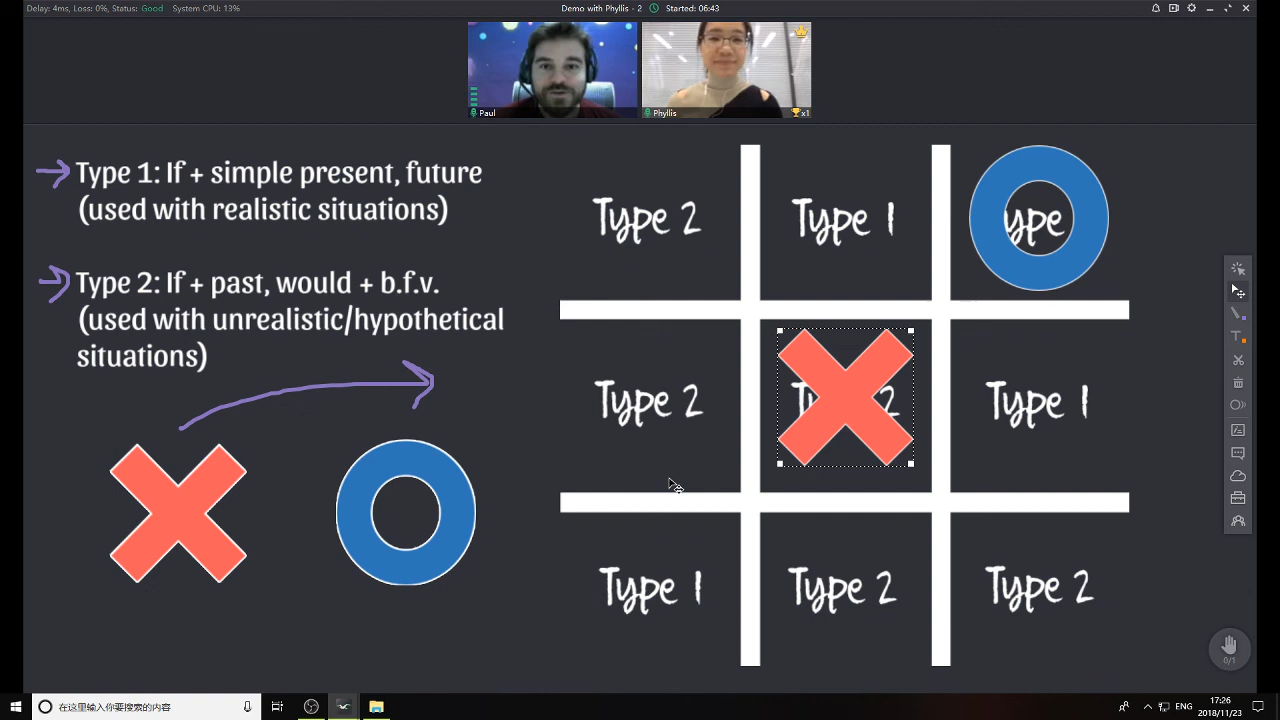 Delay: 4ms, Loss: 0%, Status: Good System CPU: 13%
Demo with Phyllis - 2 Started: 06:43
Paul
Phyllis
x1
Type 1: If + simple present, future
(used with realistic situations)
Type 2: If + past, would + b.f.v.
(used with unrealistic/hypothetical
situations)
Type 2 Type 1 ype
Type 2 2 Type 1
Type 1 Type 2 Type 2
0/1
在这里输入你要搜索的内容
ENG
17:26
2018/11/23